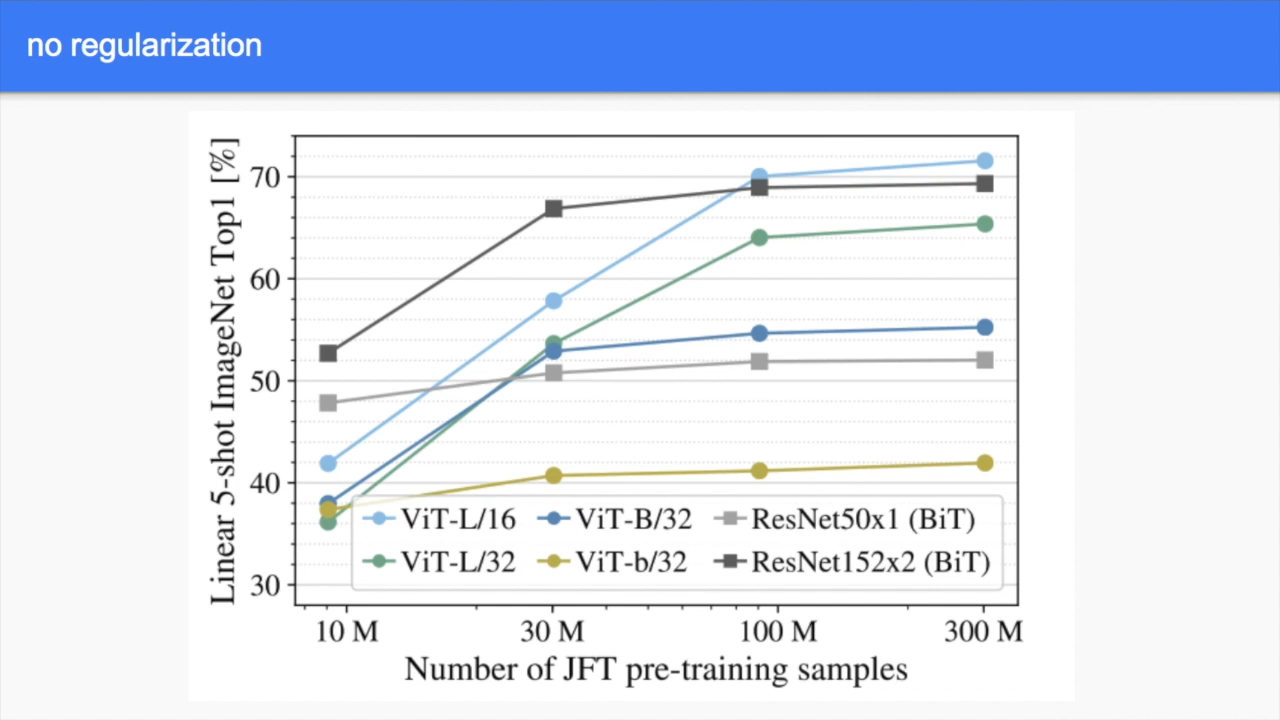 no regularization
Linear 5-shot ImageNet Top1 [%]
70
60
50
40
30
ViT-L/16 ViT-B/32 ResNet50x1 (BiT)
ViT-L/32 ViT-b/32 ResNet152x2 (BiT)
10 M 30 M 100 M 300 M
Number of JFT pre-training samples